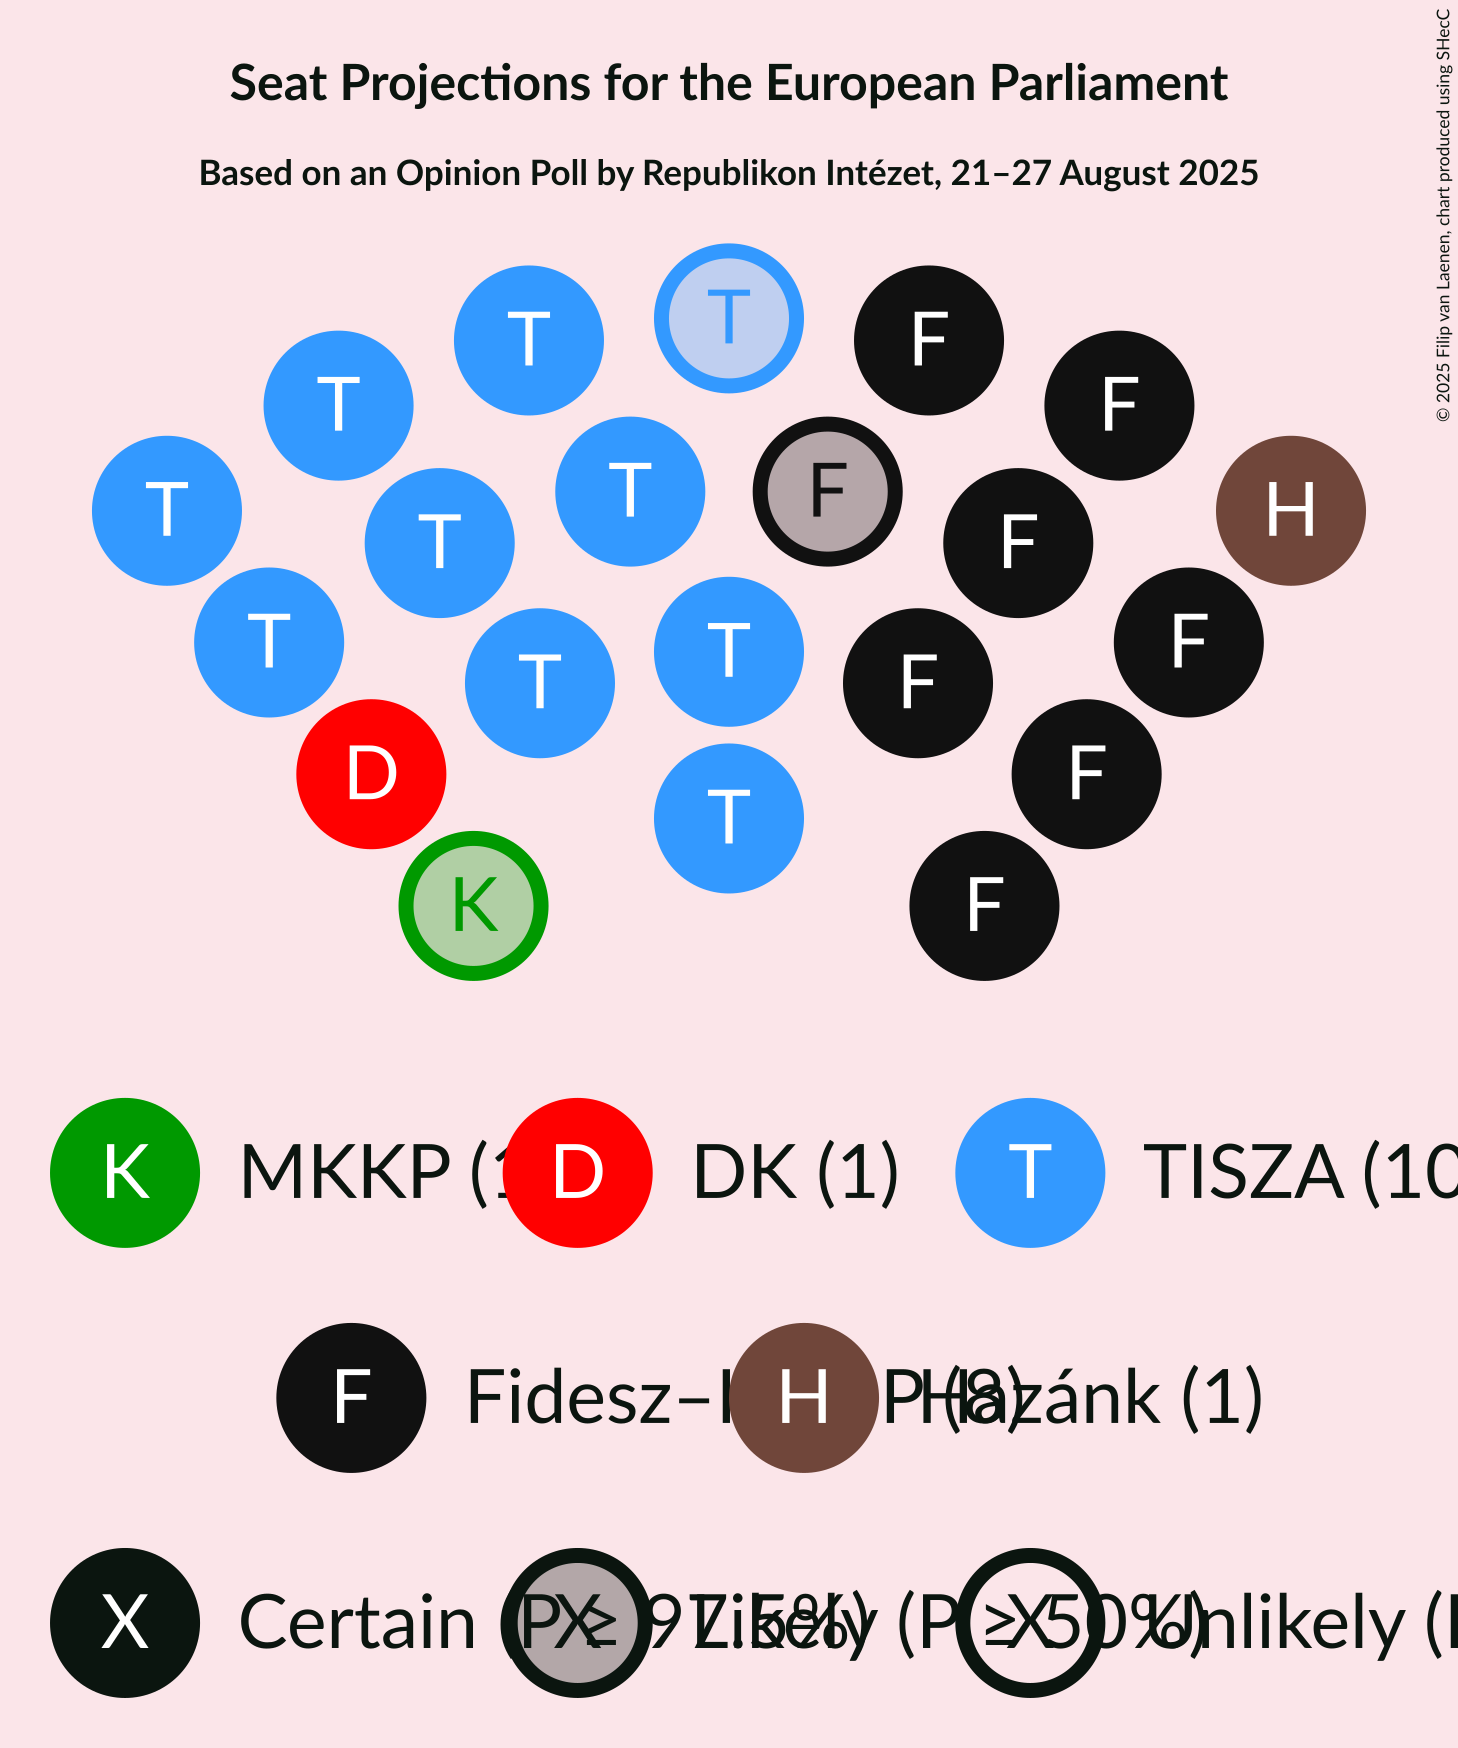 Seat Projections for the European Parliament
Based on an Opinion Poll by Republikon Intézet, 21–27 August 2025
© 2025 Filip van Laenen, chart produced using SHecC
T
T F
T F
T H
T F
T F
T F
T T F
D F
T
K F
K MKKP (1 D DK (1) T TISZA (10
F Fidesz– H P (8) Hazánk (1)
X Certain (P ≥ 97.5%) X Likely (P ≥ 50%) X Unlikely (